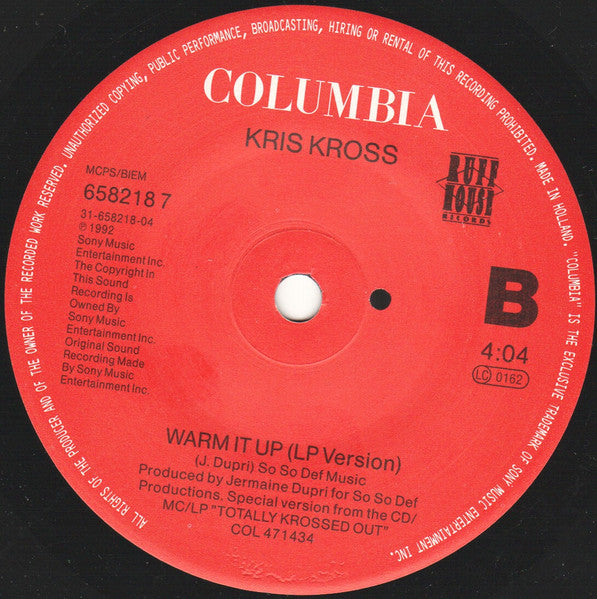 ALL RIGHTS OF THE PRODUCER AND OF THE OWNER OF THE RECORDED WORK RESERVED. UNAUTHORIZED COPYING, PUBLIC PERFORMANCE, BROADCASTING, HIRING OR RENTAL OF THIS RECORDING PROHIBITED. MADE IN HOLLAND. "COLUMBIA" IS THE EXCLUSIVE TRADEMARK OF SONY MUSIC ENTERTAINMENT INC.
COLUMBIA
KRIS KROSS
RUFF
HOUSE
RECORDS
MCPS/BIEM
658218 7
31-658218-04
℗ 1992
Sony Music
Entertainment Inc.
The Copyright In
This Sound
Recording Is
Owned By
Sony Music
Entertainment Inc.
Original Sound
Recording Made
By Sony Music
Entertainment Inc.
B
4:04
LC 0162
WARM IT UP (LP Version)
(J. Dupri) So So Def Music
Produced by Jermaine Dupri for So So Def
Productions. Special version from the CD/
MC/LP "TOTALLY KROSSED OUT"
COL 471434